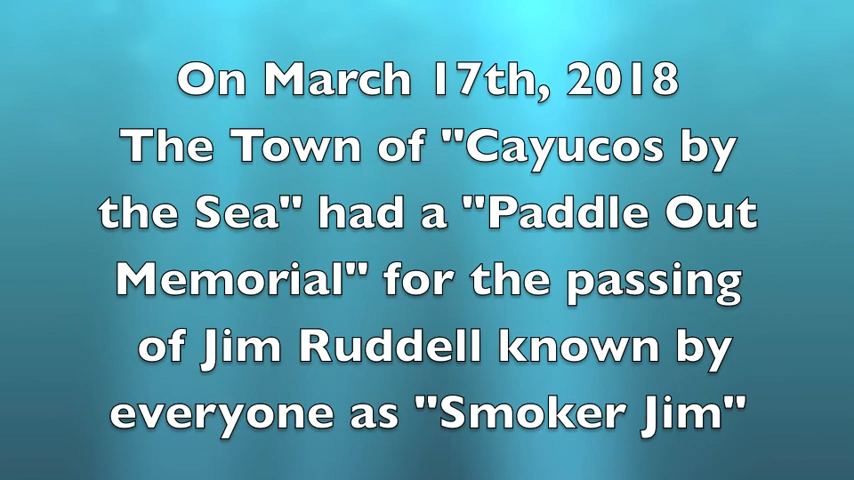 On March 17th, 2018
The Town of "Cayucos by
the Sea" had a "Paddle Out
Memorial" for the passing
of Jim Ruddell known by
everyone as "Smoker Jim"